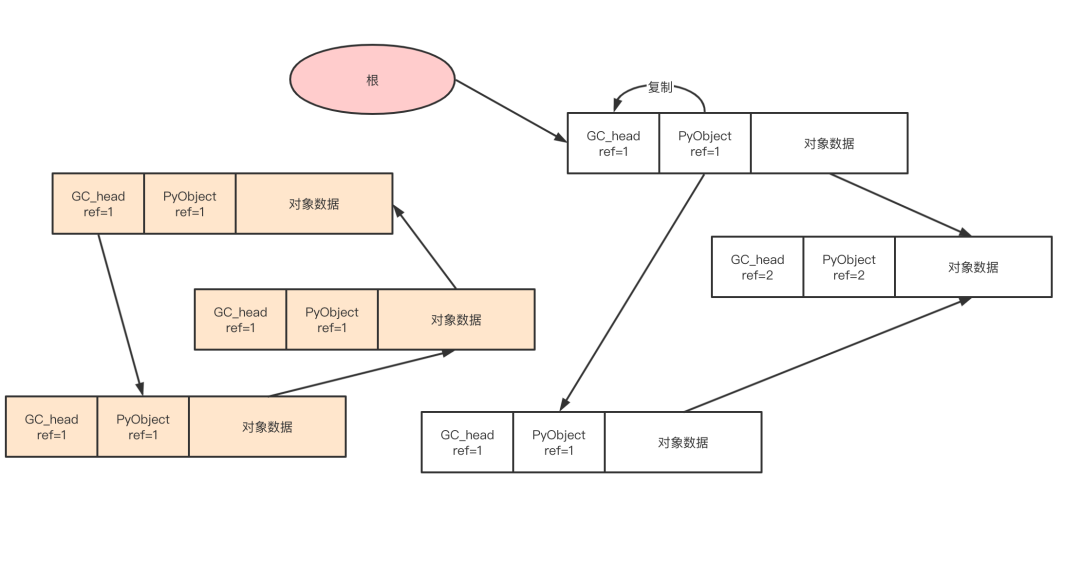 根
复制
GC_head
ref=1
PyObject
ref=1
对象数据
GC_head
ref=1
PyObject
ref=1
对象数据
GC_head
ref=2
PyObject
ref=2
对象数据
GC_head
ref=1
PyObject
ref=1
对象数据
GC_head
ref=1
PyObject
ref=1
对象数据
GC_head
ref=1
PyObject
ref=1
对象数据